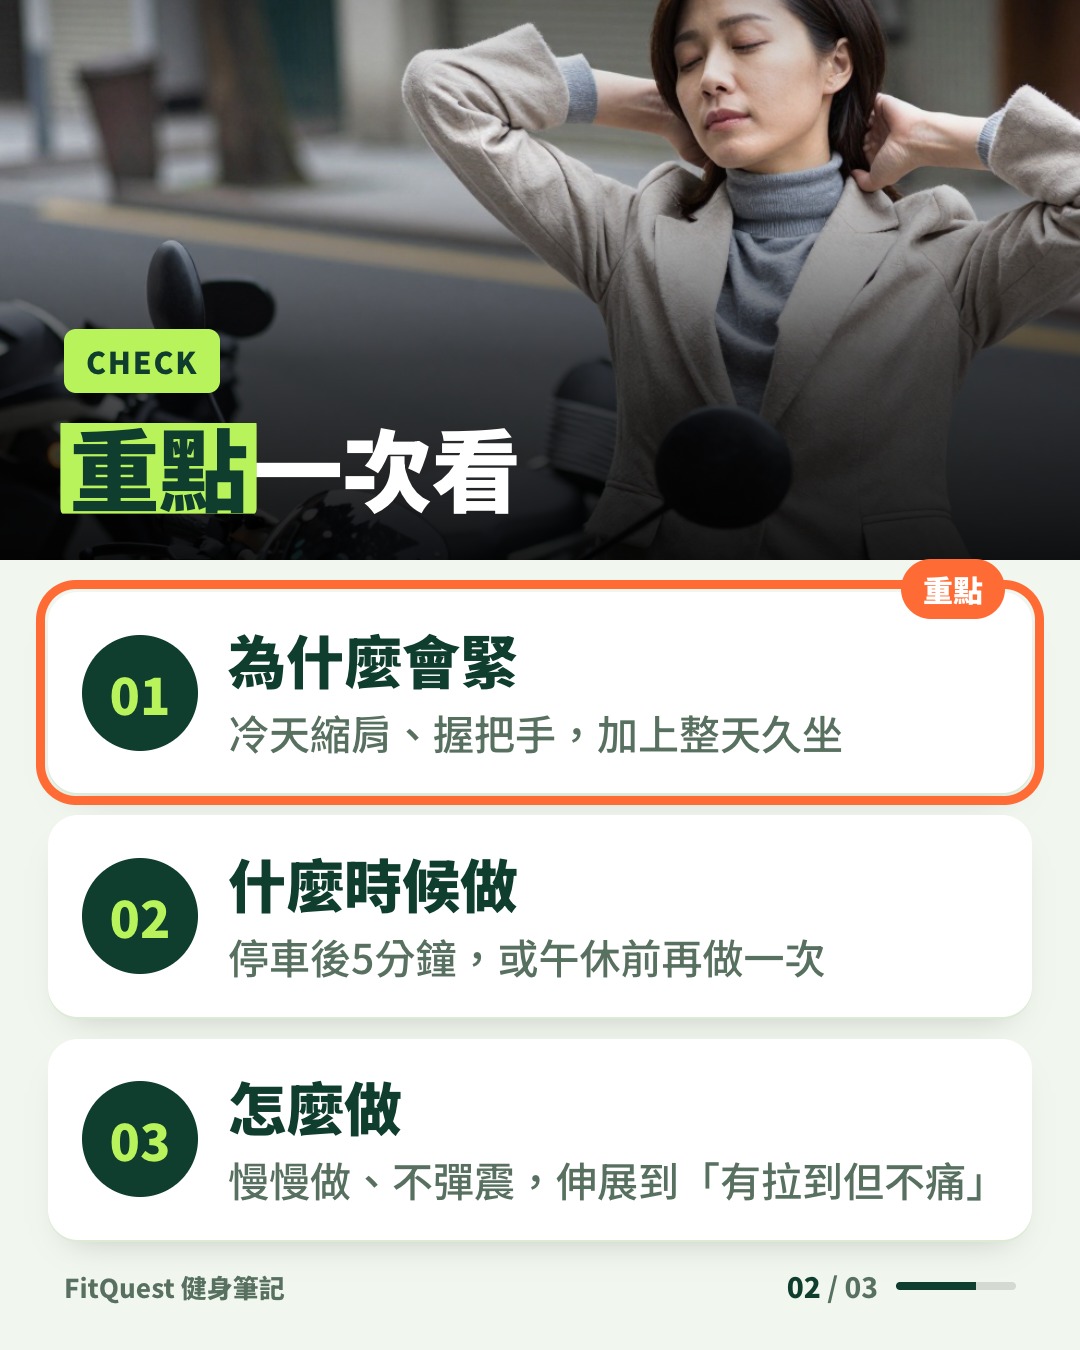 CHECK
重點一次看
重點
01
為什麼會緊
冷天縮肩、握把手，加上整天久坐
02
什麼時候做
停車後5分鐘，或午休前再做一次
03
怎麼做
慢慢做、不彈震，伸展到「有拉到但不痛」
FitQuest 健身筆記
02 / 03